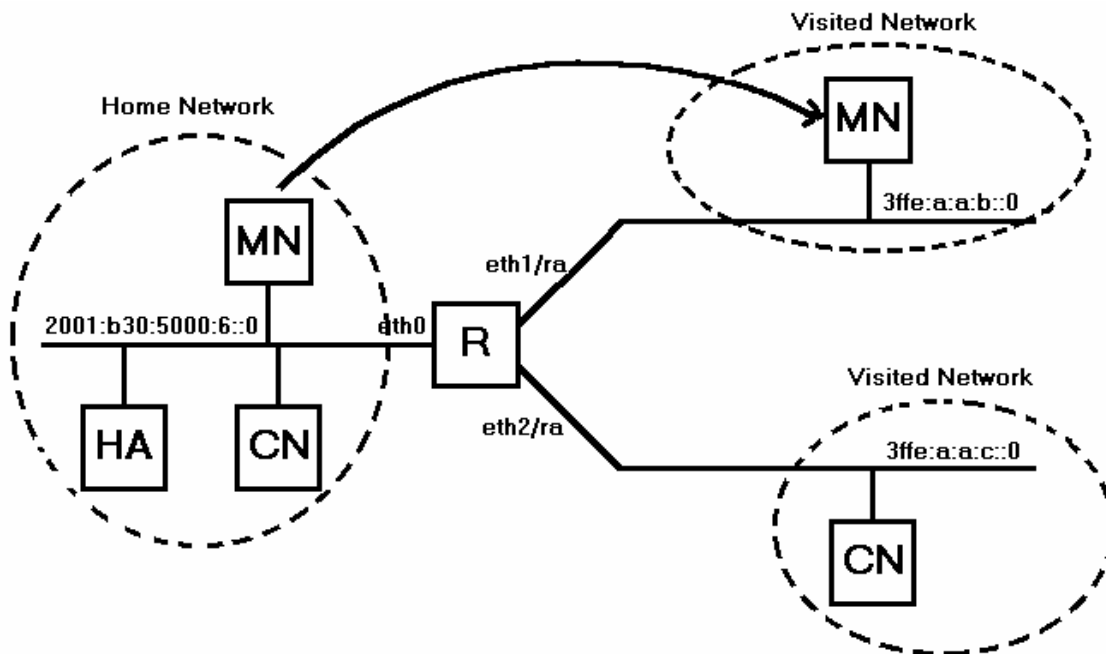 Visited Network
Home Network
MN
3ffe:a:a:b::0
MN
eth1/ra
2001:b30:5000:6::0
eth0
R
HA
CN
eth2/ra
Visited Network
3ffe:a:a:c::0
CN